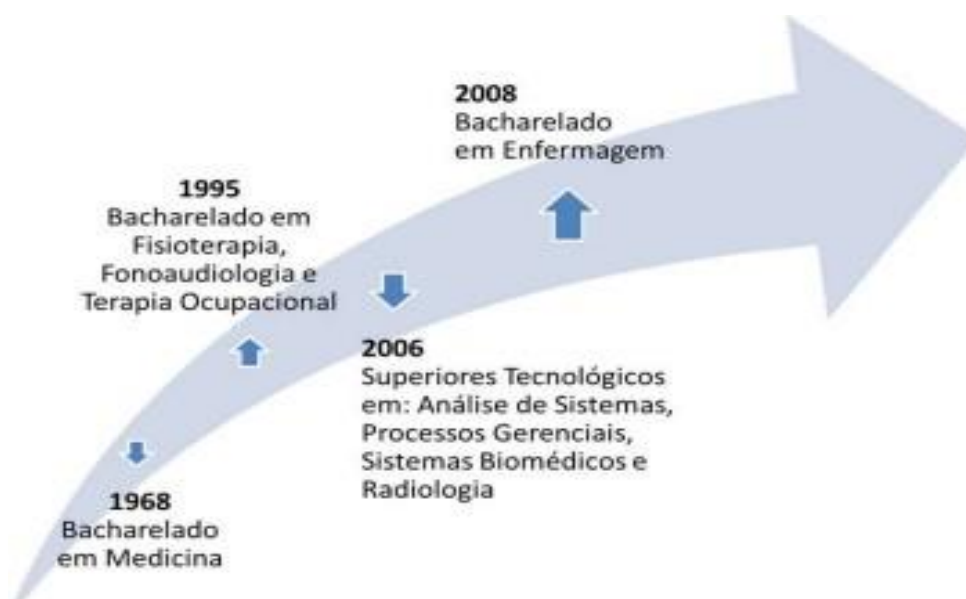 2008
Bacharelado
em Enfermagem
1995
Bacharelado em
Fisioterapia,
Fonoaudiologia e
Terapia Ocupacional
2006
Superiores Tecnológicos
em: Análise de Sistemas,
Processos Gerenciais,
Sistemas Biomédicos e
Radiologia
1968
Bacharelado
em Medicina